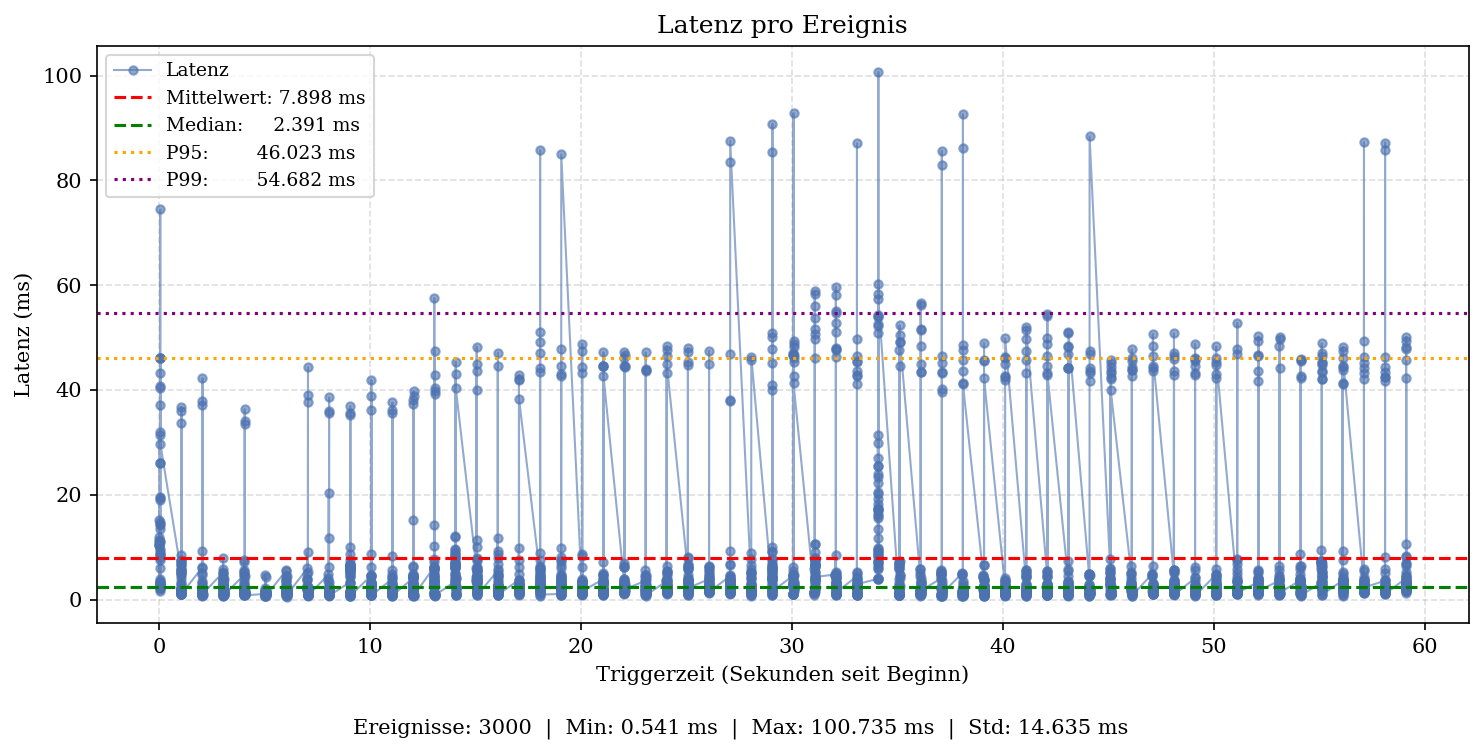 Latenz pro Ereignis
Latenz (ms)
100
80
60
40
20
0
Latenz
Mittelwert: 7.898 ms
Median: 2.391 ms
P95: 46.023 ms
P99: 54.682 ms
0 10 20 30 40 50 60
Triggerzeit (Sekunden seit Beginn)
Ereignisse: 3000 | Min: 0.541 ms | Max: 100.735 ms | Std: 14.635 ms